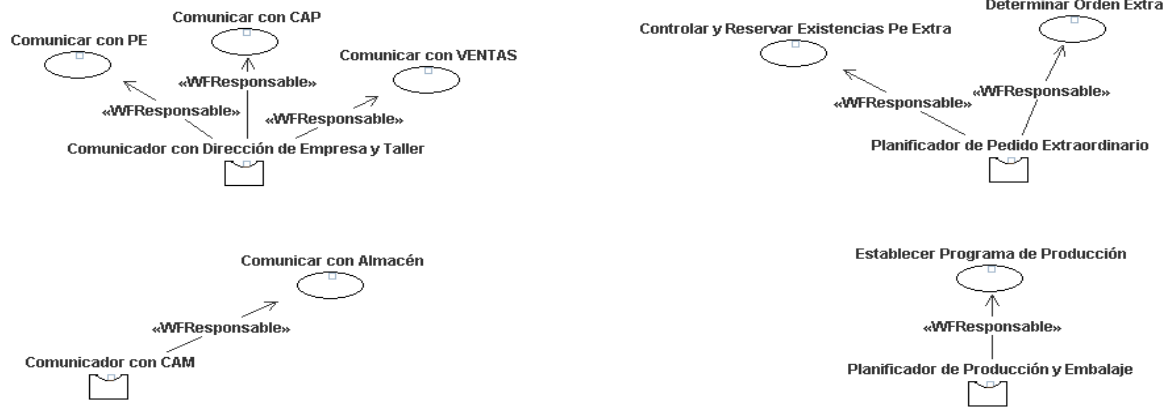 Comunicar con CAP
Comunicar con PE
Comunicar con VENTAS
«WFResponsable»
«WFResponsable»
«WFResponsable»
Comunicador con Dirección de Empresa y Taller
Determinar Orden Extra
Controlar y Reservar Existencias Pe Extra
«WFResponsable»
«WFResponsable»
Planificador de Pedido Extraordinario
Comunicar con Almacén
«WFResponsable»
Comunicador con CAM
Establecer Programa de Producción
«WFResponsable»
Planificador de Producción y Embalaje